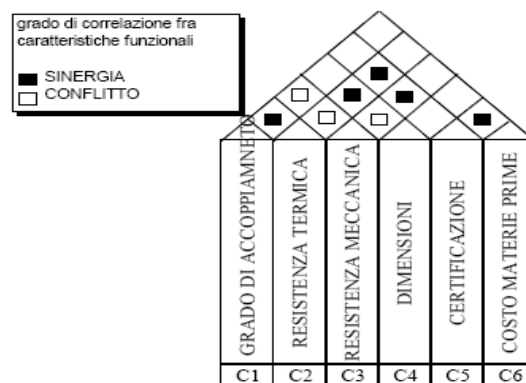 grado di correlazione fra
caratteristiche funzionali
SINERGIA
CONFLITTO
GRADO DI ACCOPPIAMNETO
RESISTENZA TERMICA
RESISTENZA MECCANICA
DIMENSIONI
CERTIFICAZIONE
COSTO MATERIE PRIME
C1 C2 C3 C4 C5 C6